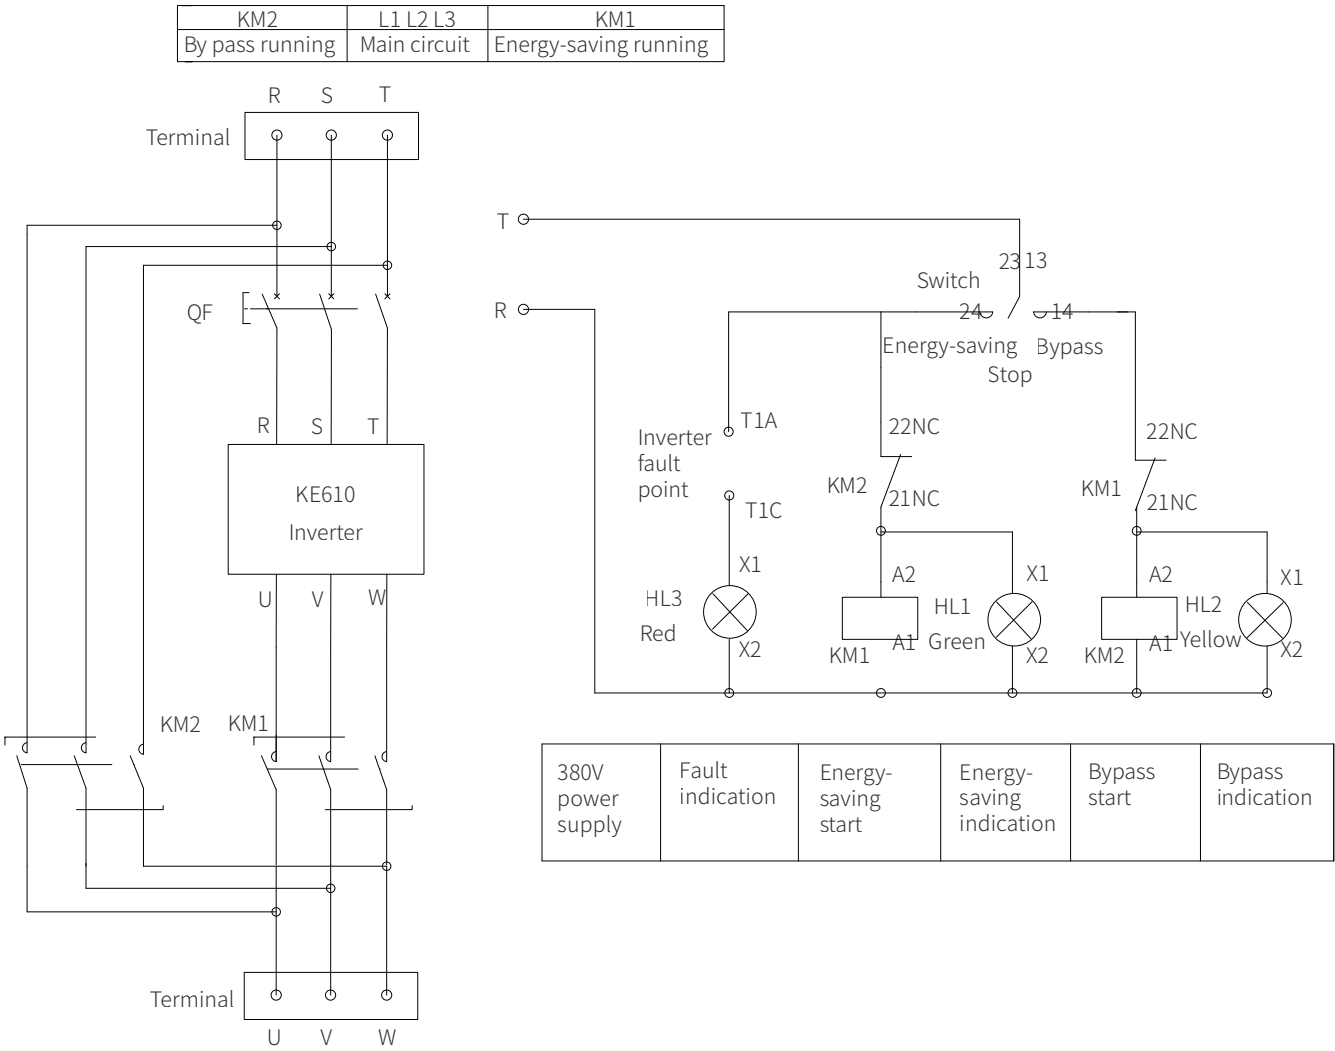 KM2 L1 L2 L3 KM1
By pass running Main circuit Energy-saving running
R S T
Terminal
QF
R S T
KE610
Inverter
U V W
KM2 KM1
Terminal
U V W
T
R
23 13
Switch
24 14
Energy-saving Bypass
Stop
T1A
Inverter
fault
point
T1C
X1
HL3
Red
X2
22NC
KM2
21NC
A2
A1
KM1
X1
HL1
Green
X2
22NC
KM1
21NC
A2
A1
KM2
X1
HL2
Yellow
X2
380V
power
supply
Fault
indication
Energy-
saving
start
Energy-
saving
indication
Bypass
start
Bypass
indication